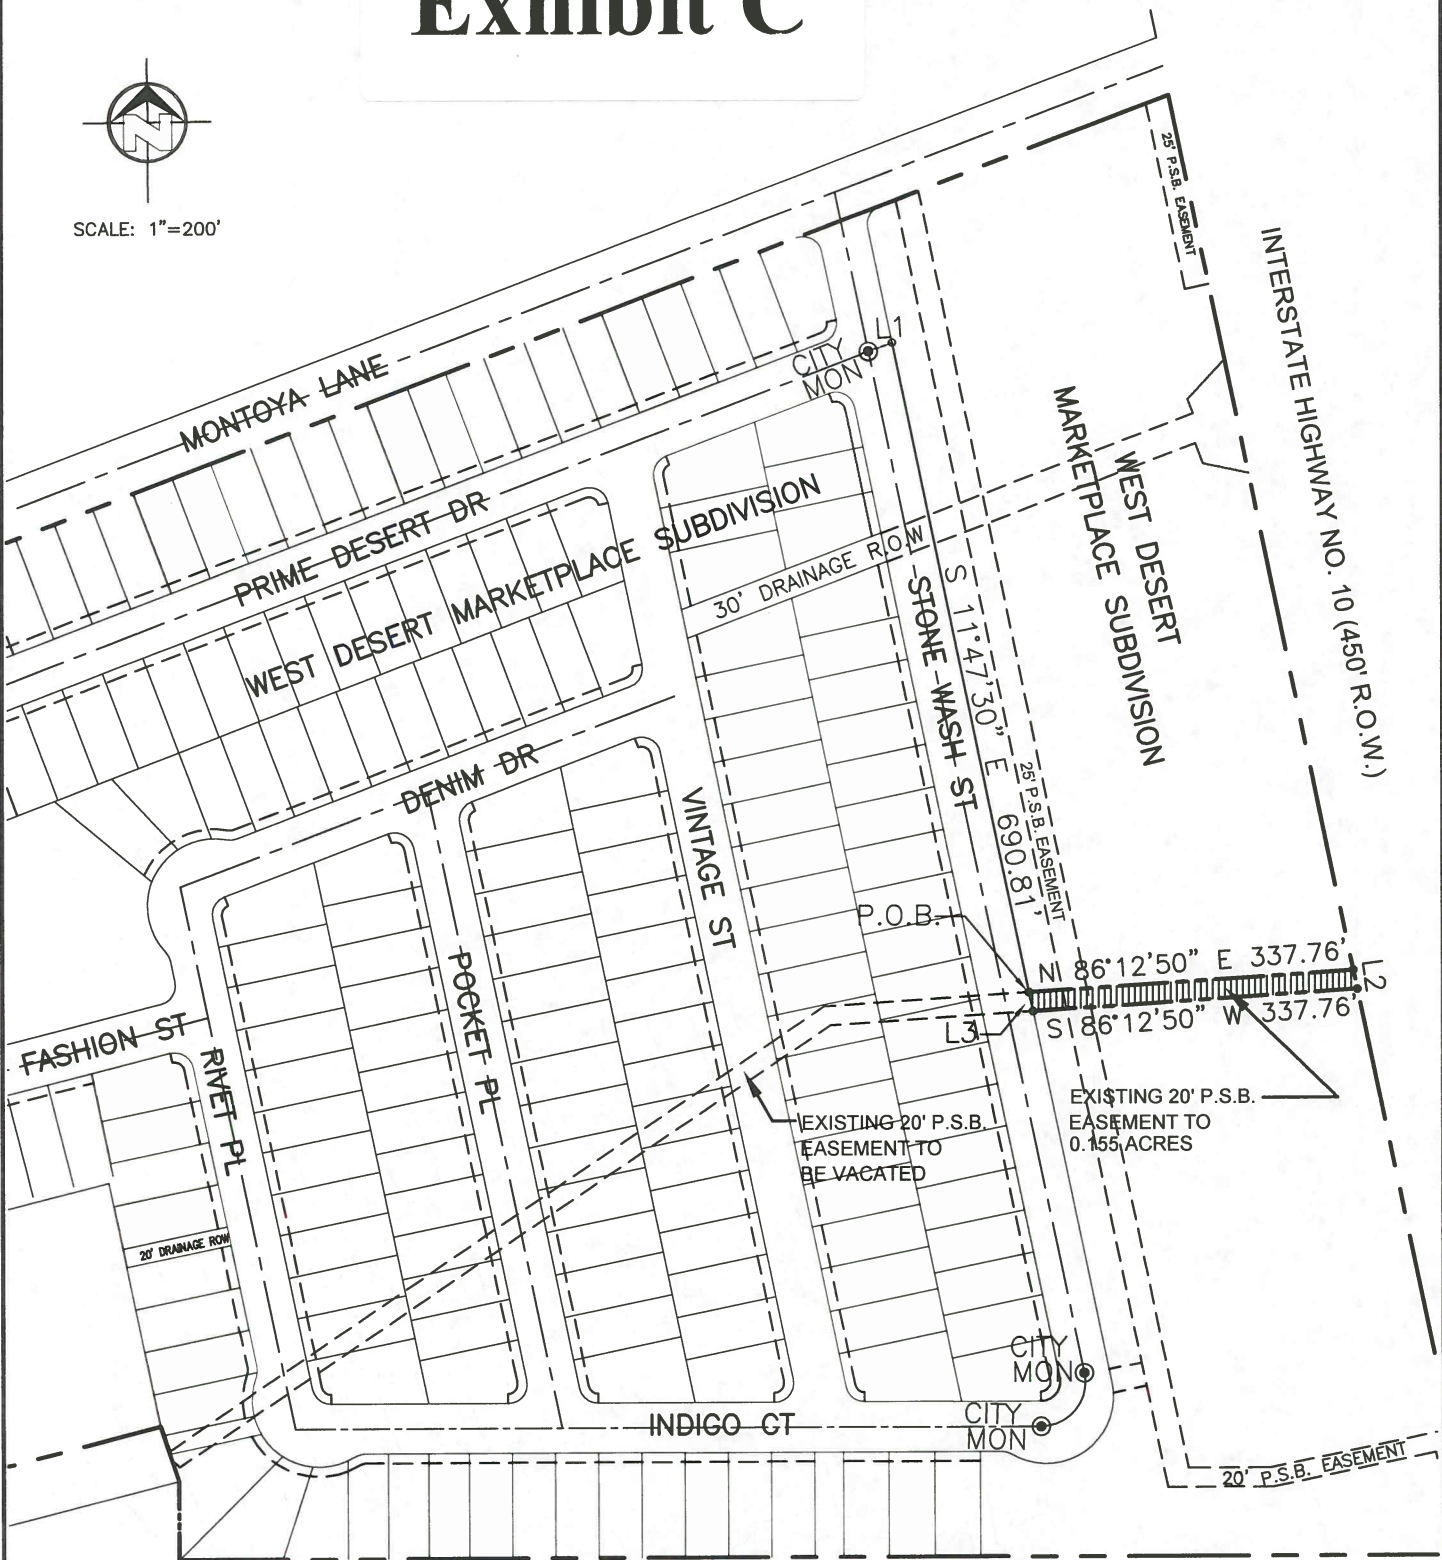 Exhibit C
N
SCALE: 1"=200'
25' P.S.B. EASEMENT
INTERSTATE HIGHWAY NO. 10 (450' R.O.W.)
MONTOYA LANE
L1
CITY
MON
PRIME DESERT DR
WEST DESERT MARKETPLACE SUBDIVISION
WEST DESERT
MARKETPLACE SUBDIVISION
30' DRAINAGE R.O.W
STONE WASH ST
S 11°47'30" E 690.81'
25' P.S.B. EASEMENT
DENIM DR
VINTAGE ST
P.O.B.
POCKET PL
N 86°12'50" E 337.76'
L2
S 86°12'50" W 337.76'
L3
FASHION ST
RIVET PL
EXISTING 20' P.S.B.
EASEMENT TO
BE VACATED
EXISTING 20' P.S.B.
EASEMENT TO
0.155 ACRES
20' DRAINAGE ROW
CITY
MON
CITY
MON
INDIGO CT
20' P.S.B. EASEMENT